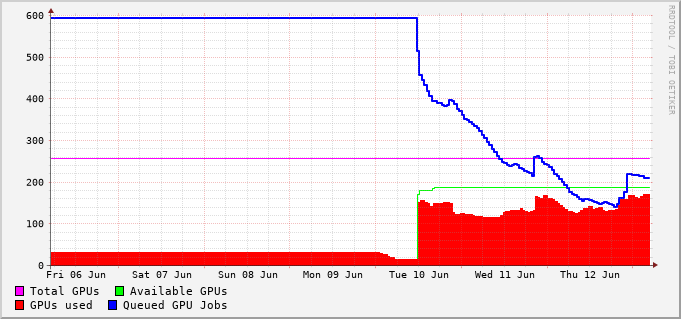 600
500
400
300
200
100
0
Fri 06 Jun Sat 07 Jun Sun 08 Jun Mon 09 Jun Tue 10 Jun Wed 11 Jun Thu 12 Jun
Total GPUs Available GPUs
GPUs used Queued GPU Jobs
RRDTOOL / TOBI OETIKER